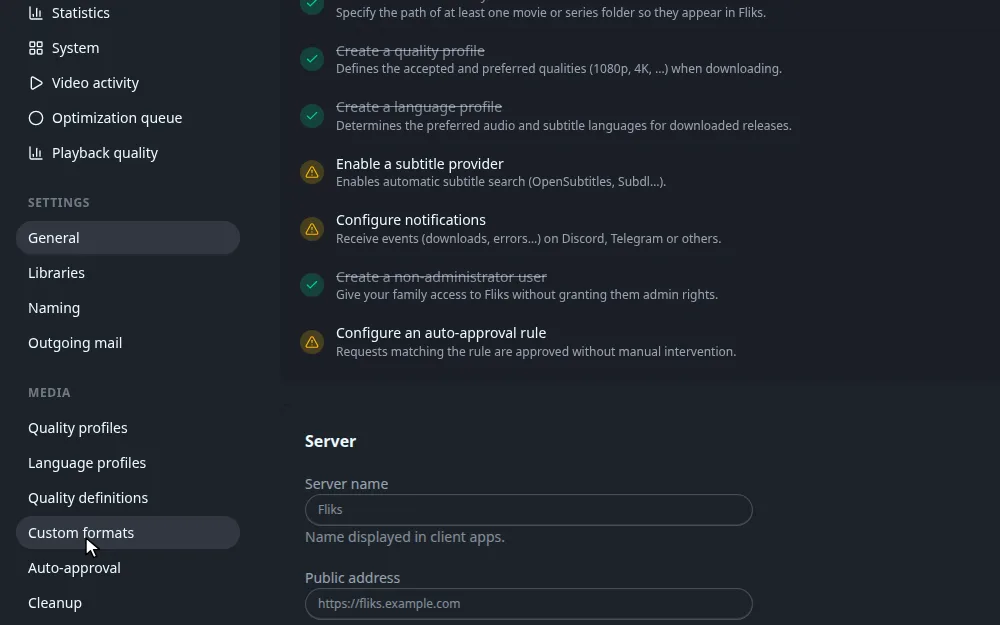 Statistics
System
Video activity
Optimization queue
Playback quality
SETTINGS
General
Libraries
Naming
Outgoing mail
MEDIA
Quality profiles
Language profiles
Quality definitions
Custom formats
Auto-approval
Cleanup
Specify the path of at least one movie or series folder so they appear in Fliks.
Create a quality profile
Defines the accepted and preferred qualities (1080p, 4K, ...) when downloading.
Create a language profile
Determines the preferred audio and subtitle languages for downloaded releases.
Enable a subtitle provider
Enables automatic subtitle search (OpenSubtitles, Subdl...).
Configure notifications
Receive events (downloads, errors...) on Discord, Telegram or others.
Create a non-administrator user
Give your family access to Fliks without granting them admin rights.
Configure an auto-approval rule
Requests matching the rule are approved without manual intervention.
Server
Server name
Fliks
Name displayed in client apps.
Public address
https://fliks.example.com